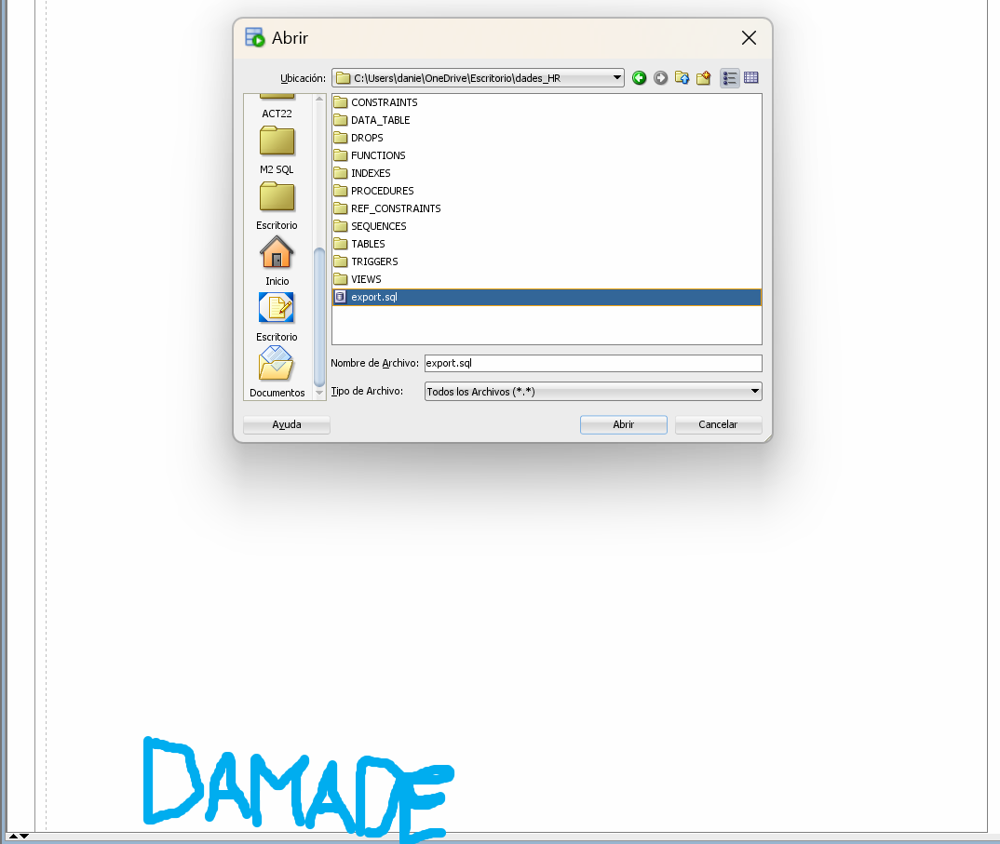 Abrir
Ubicación: C:\Users\danie\OneDrive\Escritorio\dades_HR
ACT22
M2 SQL
Escritorio
Inicio
Escritorio
Documentos
CONSTRAINTS
DATA_TABLE
DROPS
FUNCTIONS
INDEXES
PROCEDURES
REF_CONSTRAINTS
SEQUENCES
TABLES
TRIGGERS
VIEWS
export.sql
Nombre de Archivo: export.sql
Tipo de Archivo: Todos los Archivos (*.*)
Ayuda Abrir Cancelar
DAMADE